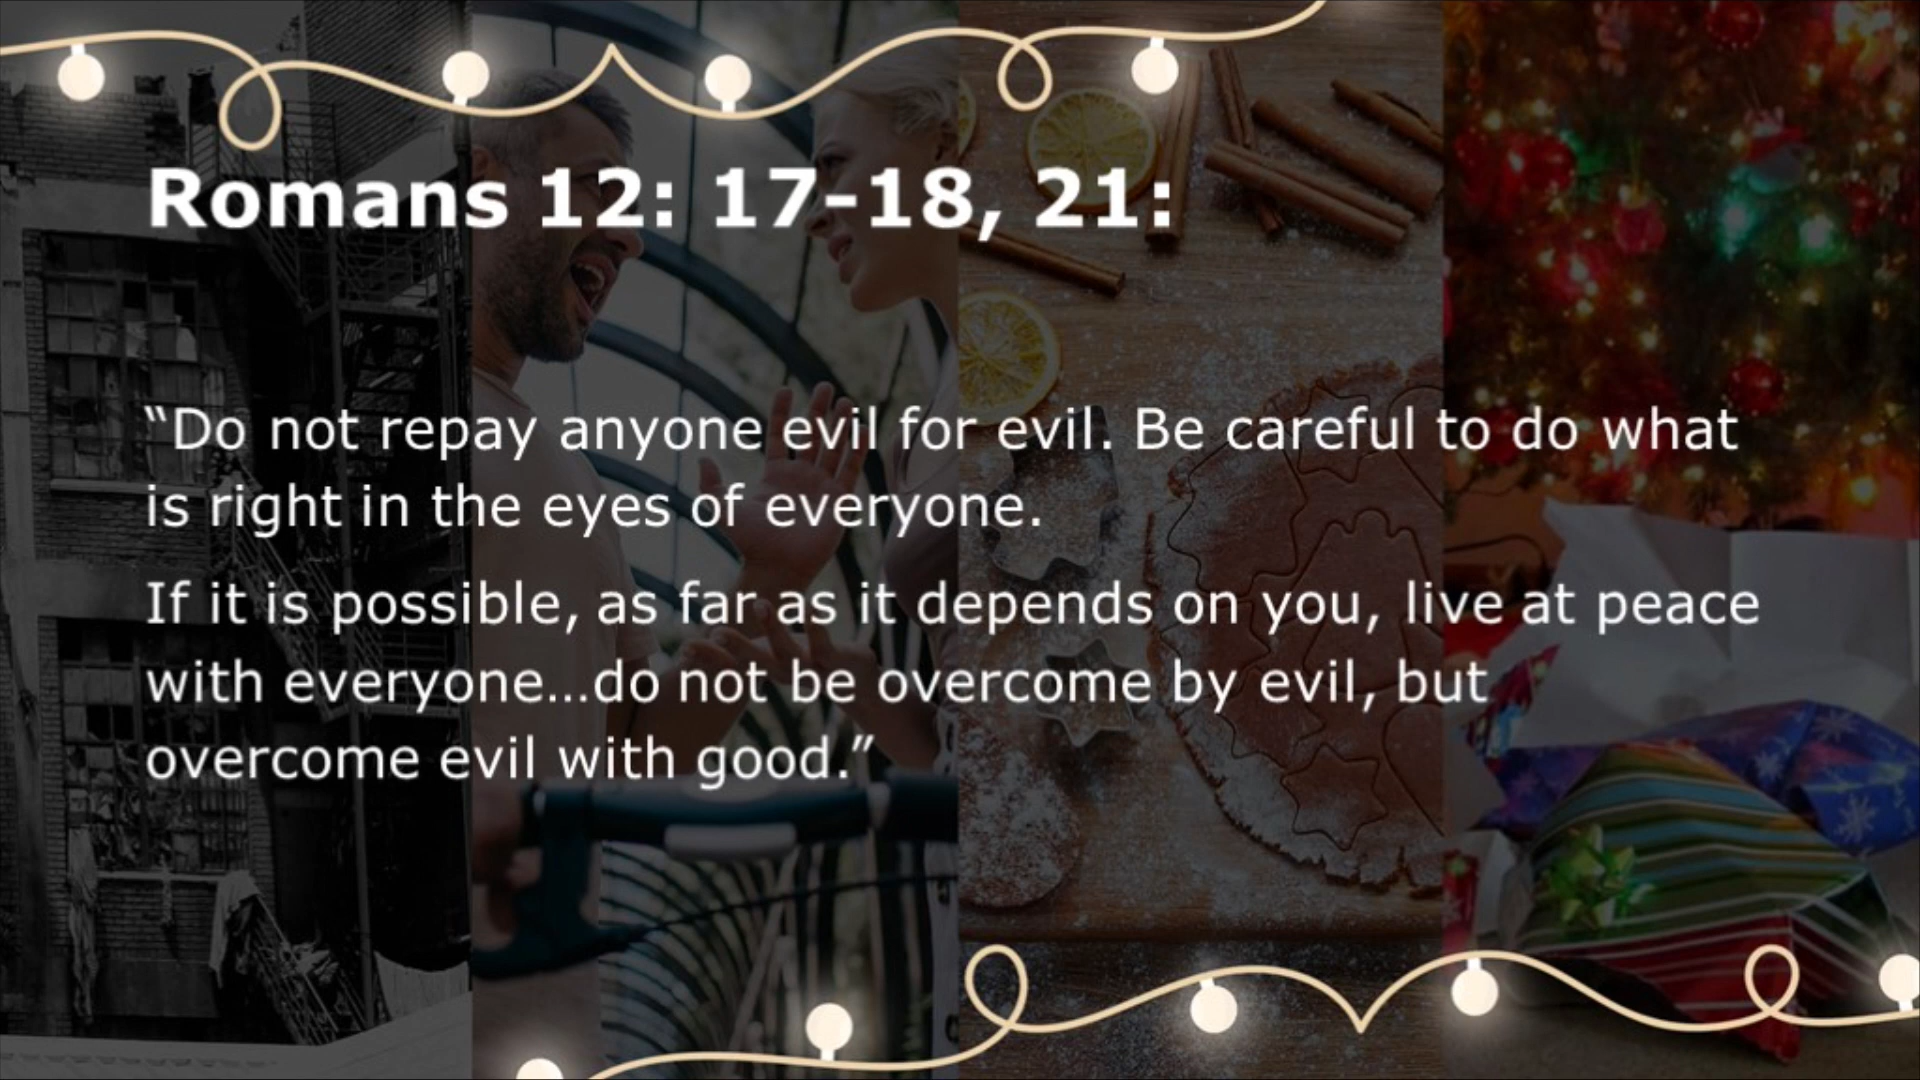 Romans 12: 17-18, 21:
“Do not repay anyone evil for evil. Be careful to do what
is right in the eyes of everyone.
If it is possible, as far as it depends on you, live at peace
with everyone...do not be overcome by evil, but
overcome evil with good.”